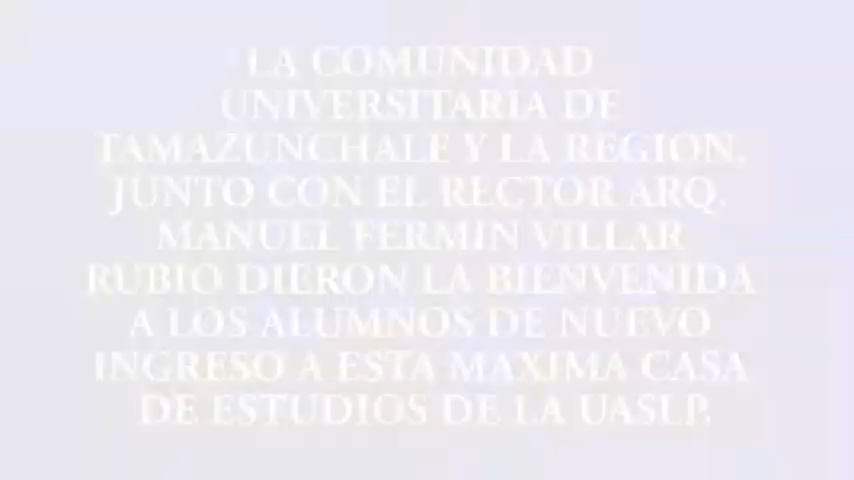 LA COMUNIDAD
UNIVERSITARIA DE
TAMAZUNCHALE Y LA REGION,
JUNTO CON EL RECTOR ARQ.
MANUEL FERMIN VILLAR
RUBIO DIERON LA BIENVENIDA
A LOS ALUMNOS DE NUEVO
INGRESO A ESTA MAXIMA CASA
DE ESTUDIOS DE LA UASLP.